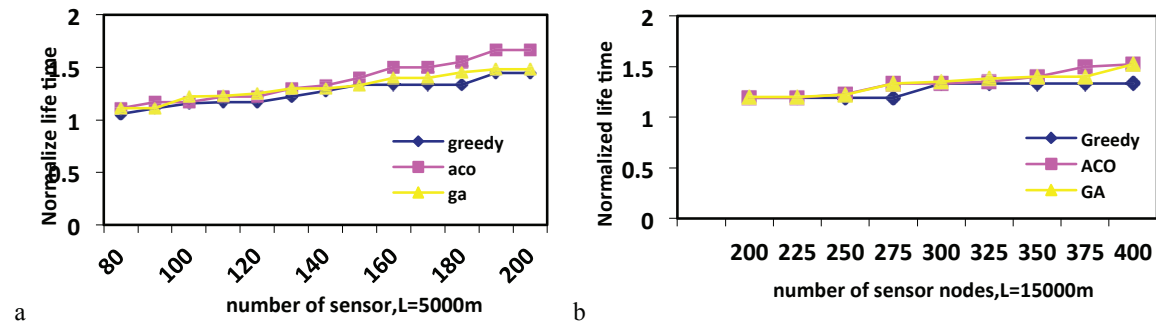 Normalize life time
2
1.5
1
0.5
0
greedy
aco
ga
80
100
120
140
160
180
200
number of sensor,L=5000m
a
Normalized life time
2
1.5
1
0.5
0
Greedy
ACO
GA
200 225 250 275 300 325 350 375 400
number of sensor nodes,L=15000m
b